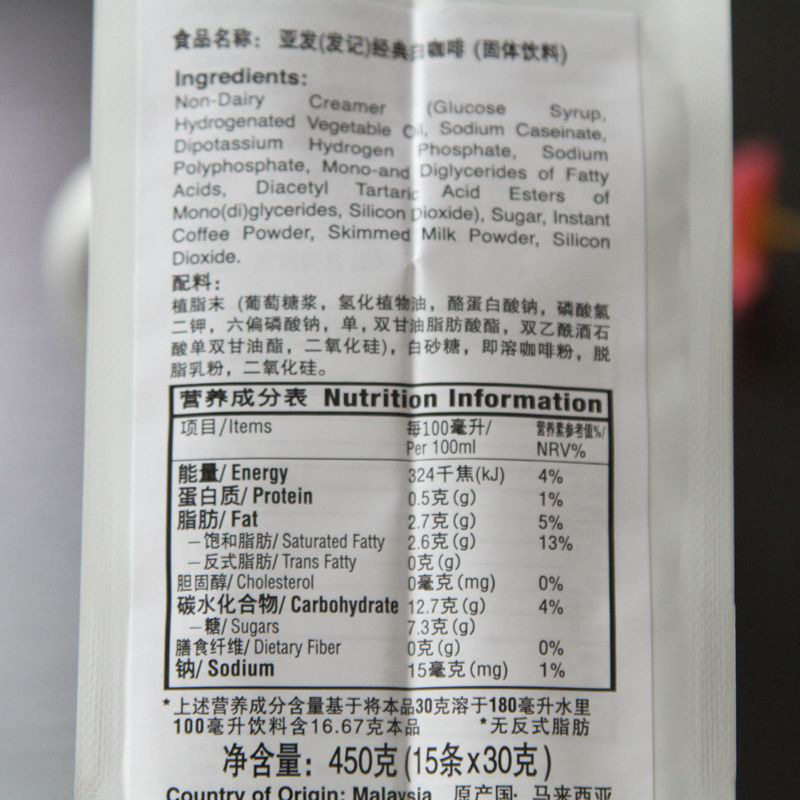 食品名称：亚发(发记)经典白咖啡 (固体饮料)
Ingredients:
Non-Dairy Creamer (Glucose Syrup,
Hydrogenated Vegetable Oil, Sodium Caseinate,
Dipotassium Hydrogen Phosphate, Sodium
Polyphosphate, Mono-and Diglycerides of Fatty
Acids, Diacetyl Tartaric Acid Esters of
Mono(di)glycerides, Silicon Dioxide), Sugar, Instant
Coffee Powder, Skimmed Milk Powder, Silicon
Dioxide.
配料：
植脂末（葡萄糖浆，氢化植物油，酪蛋白酸钠，磷酸氢
二钾，六偏磷酸钠，单，双甘油脂肪酸酯，双乙酰酒石
酸单双甘油酯，二氧化硅)，白砂糖，即溶咖啡粉，脱
脂乳粉，二氧化硅。
营养成分表 Nutrition Information
项目/Items 每100毫升/ 营养素参考值%/
Per 100ml NRV%
能量/ Energy 324千焦(kJ) 4%
蛋白质/ Protein 0.5克(g) 1%
脂肪/ Fat 2.7克(g) 5%
—饱和脂肪/ Saturated Fatty 2.6克(g) 13%
—反式脂肪/ Trans Fatty 0克(g)
胆固醇/ Cholesterol 0毫克(mg) 0%
碳水化合物/ Carbohydrate 12.7克(g) 4%
—糖/ Sugars 7.3克(g)
膳食纤维/ Dietary Fiber 0克(g) 0%
钠/ Sodium 15毫克(mg) 1%
*上述营养成分含量基于将本品30克溶于180毫升水里
100毫升饮料含16.67克本品 *无反式脂肪
净含量：450克(15条x30克)
Country of Origin: Malaysia 原产国：马来西亚